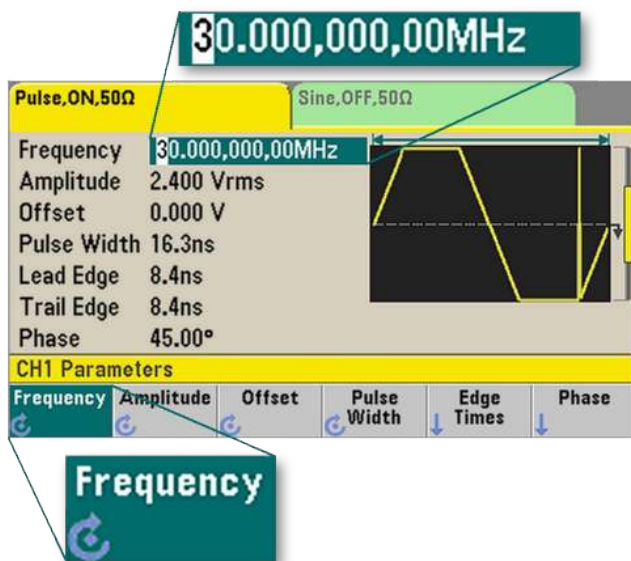 30.000,000,00MHz
Pulse,ON,50Ω
Sine,OFF,50Ω
Frequency 30.000,000,00MHz
Amplitude 2.400 Vrms
Offset 0.000 V
Pulse Width 16.3ns
Lead Edge 8.4ns
Trail Edge 8.4ns
Phase 45.00°
CH1 Parameters
Frequency
Amplitude
Offset
Pulse
Width
Edge
Times
Phase
Frequency